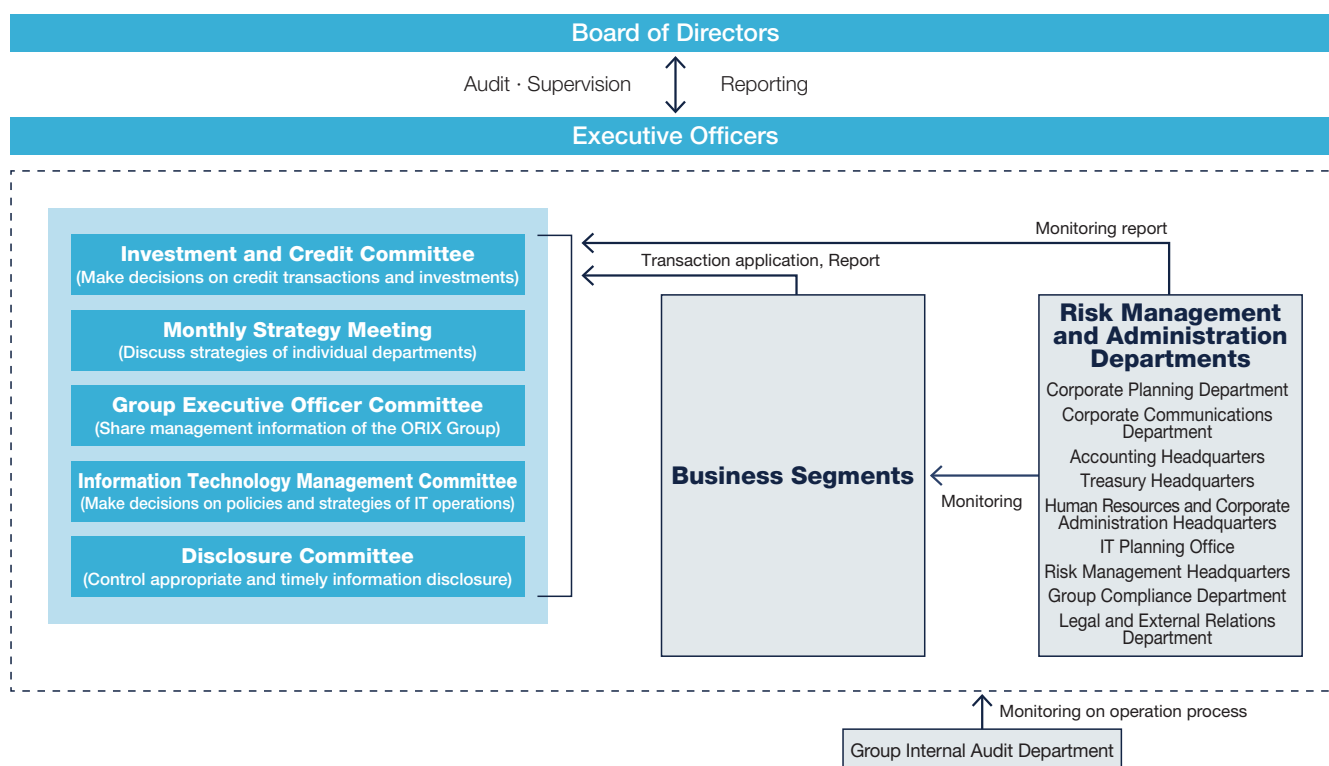 Board of Directors
Audit · Supervision
Reporting
Executive Officers
Investment and Credit Committee
(Make decisions on credit transactions and investments)
Monthly Strategy Meeting
(Discuss strategies of individual departments)
Group Executive Officer Committee
(Share management information of the ORIX Group)
Information Technology Management Committee
(Make decisions on policies and strategies of IT operations)
Disclosure Committee
(Control appropriate and timely information disclosure)
Monitoring report
Transaction application, Report
Business Segments
Monitoring
Risk Management
and Administration
Departments
Corporate Planning Department
Corporate Communications
Department
Accounting Headquarters
Treasury Headquarters
Human Resources and Corporate
Administration Headquarters
IT Planning Office
Risk Management Headquarters
Group Compliance Department
Legal and External Relations
Department
Monitoring on operation process
Group Internal Audit Department